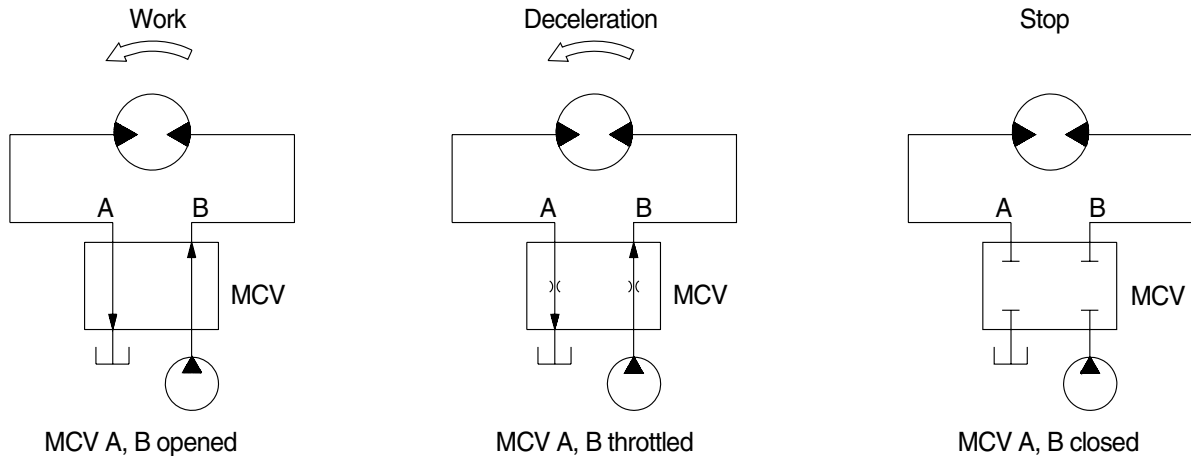 Work
Deceleration
Stop
A B
A B
A B
MCV
MCV
MCV
MCV A, B opened
MCV A, B throttled
MCV A, B closed